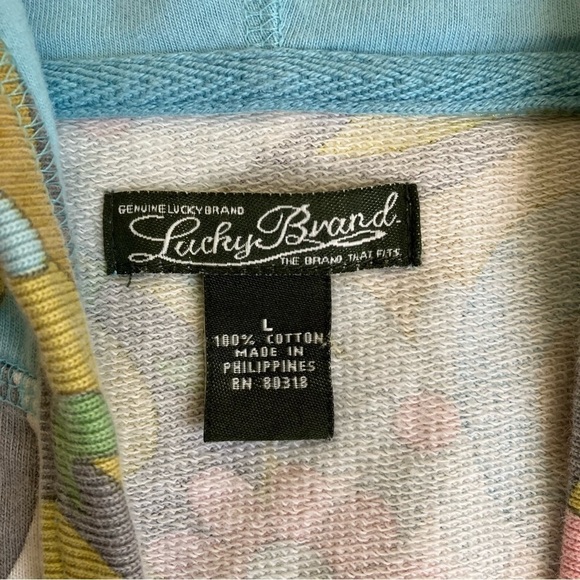 GENUINE LUCKY BRAND
Lucky Brand
THE BRAND THAT FITS
L
100% COTTON
MADE IN
PHILIPPINES
RN 80318